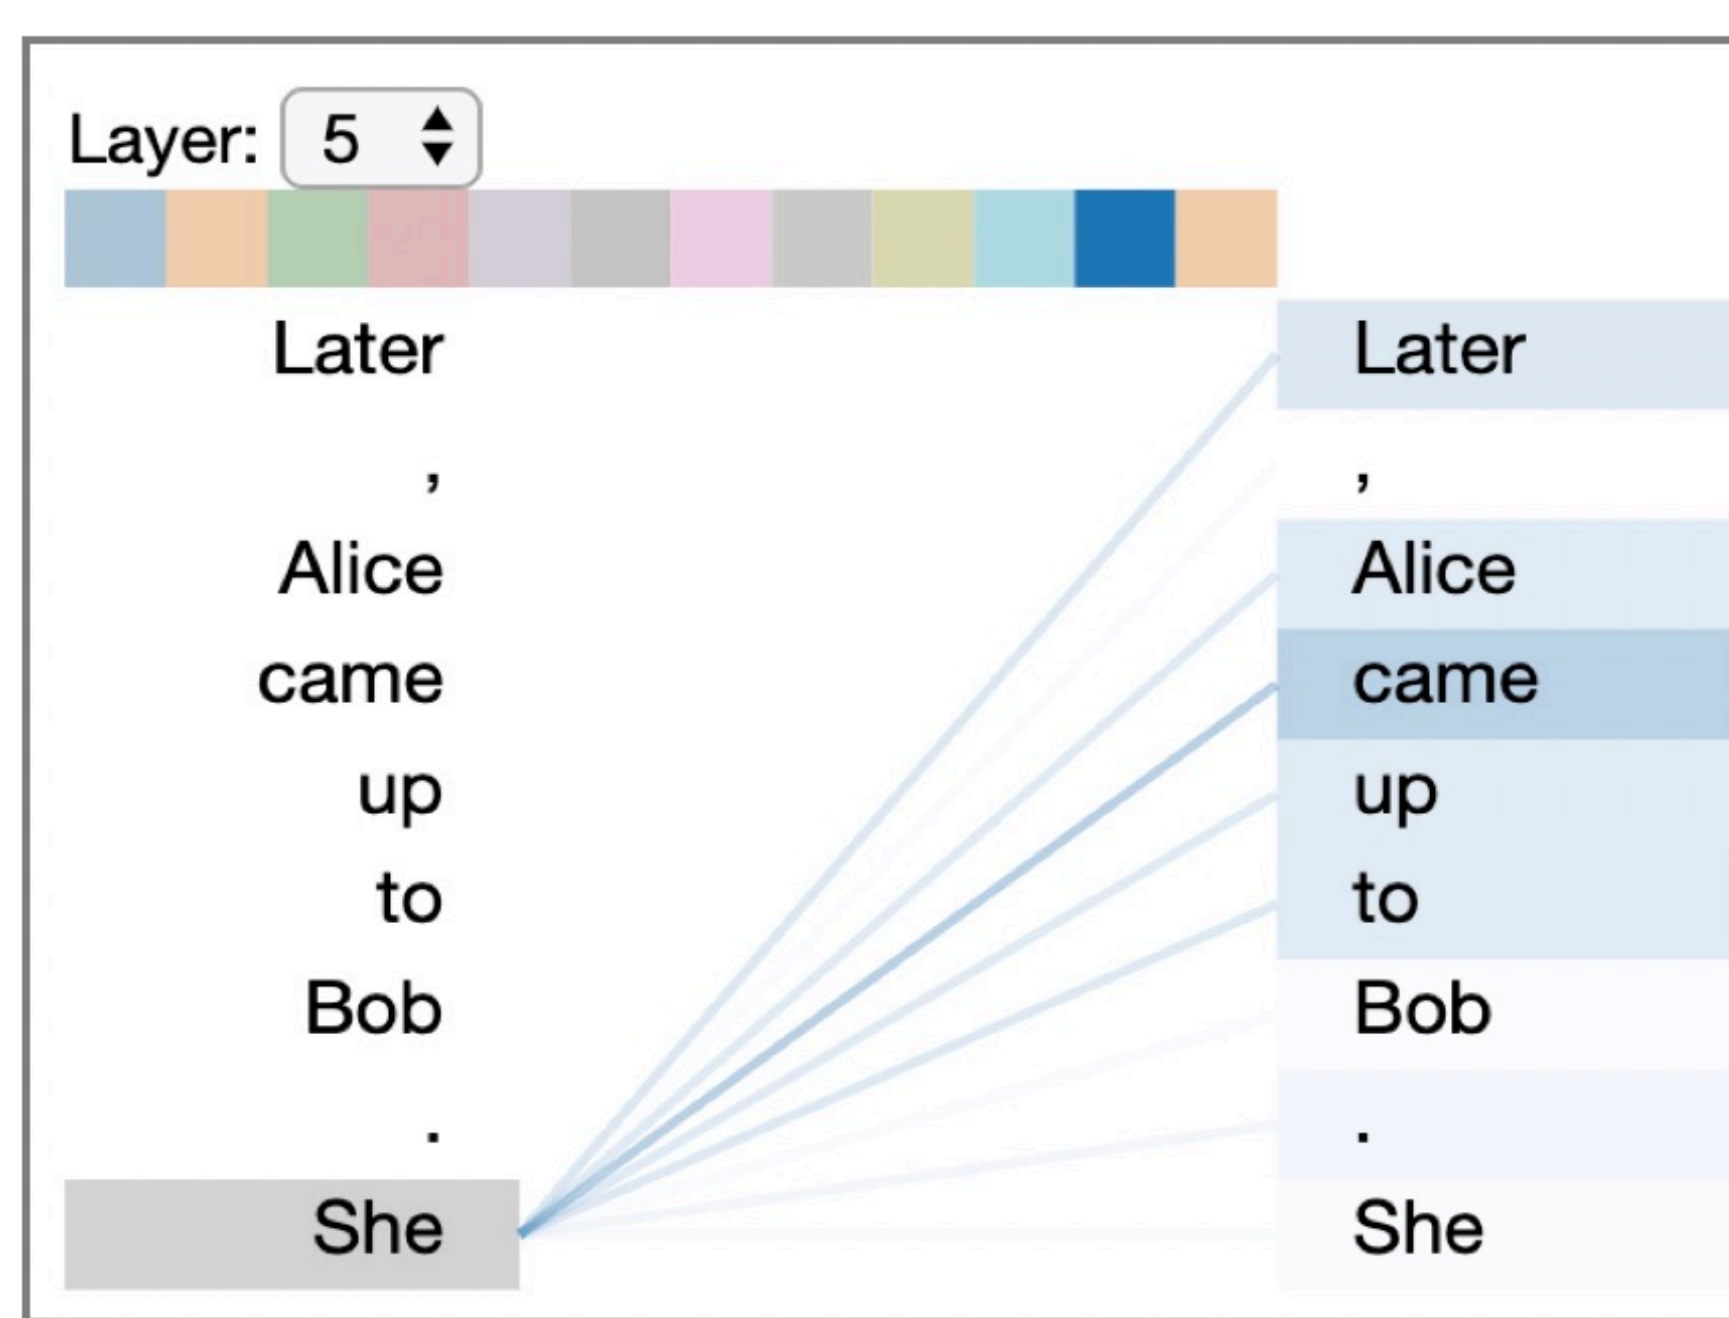 Layer: 5
Later Later
, ,
Alice Alice
came came
up up
to to
Bob Bob
. .
She She